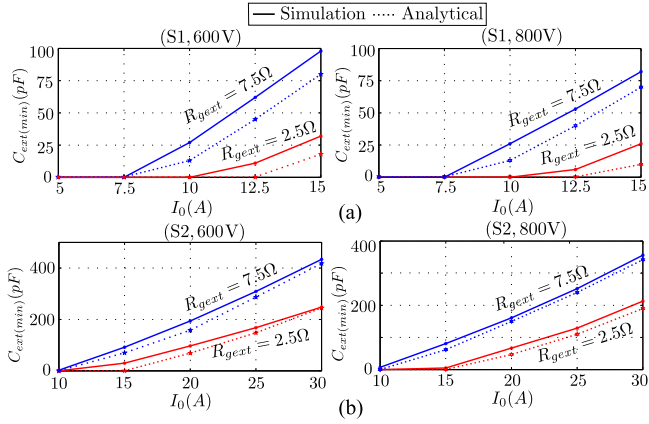 Simulation Analytical
(S1, 600V) (S1, 800V)
C_ext(min)(pF) 100 75 50 25 0
R_gext = 7.5Ω
R_gext = 2.5Ω
5 7.5 10 12.5 15
I_0(A)
C_ext(min)(pF) 100 75 50 25 0
R_gext = 7.5Ω
R_gext = 2.5Ω
5 7.5 10 12.5 15
I_0(A)
(a)
(S2, 600V) (S2, 800V)
C_ext(min)(pF) 400 200 0
R_gext = 7.5Ω
R_gext = 2.5Ω
10 15 20 25 30
I_0(A)
C_ext(min)(pF) 400 200 0
R_gext = 7.5Ω
R_gext = 2.5Ω
10 15 20 25 30
I_0(A)
(b)